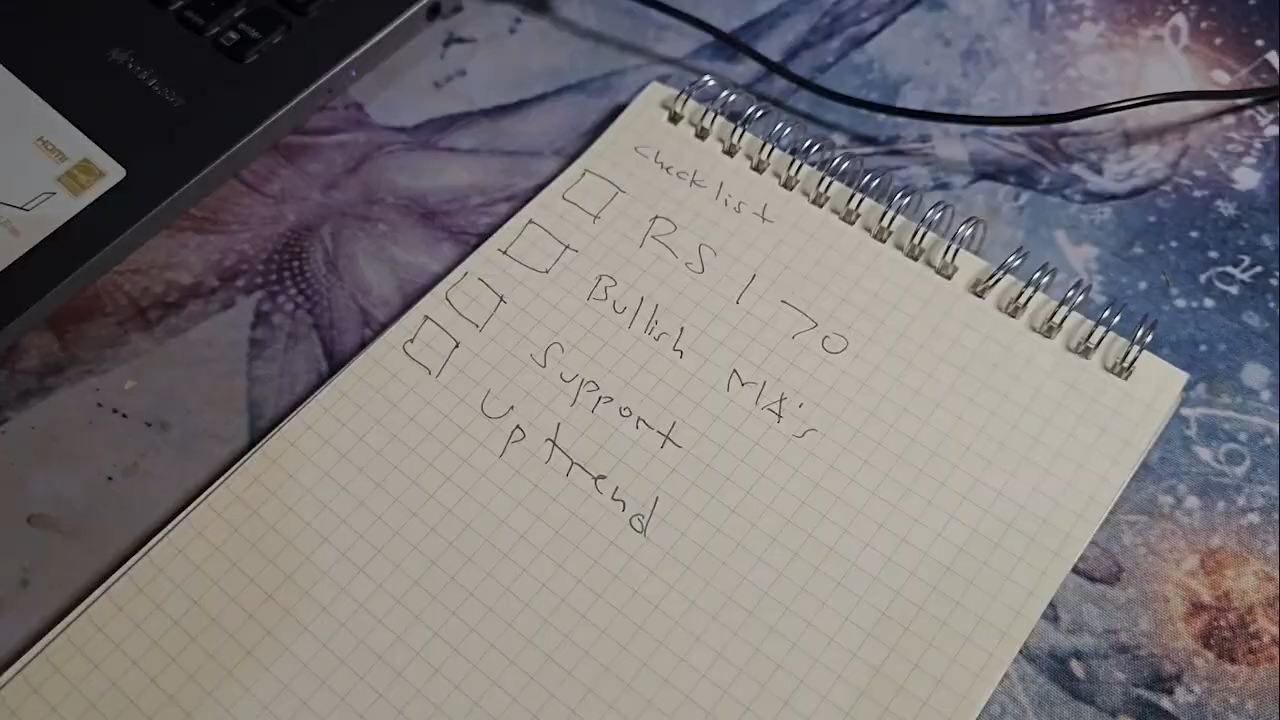 checklist
RSI 70
Bullish MA's
Support
Uptrend
HDMI